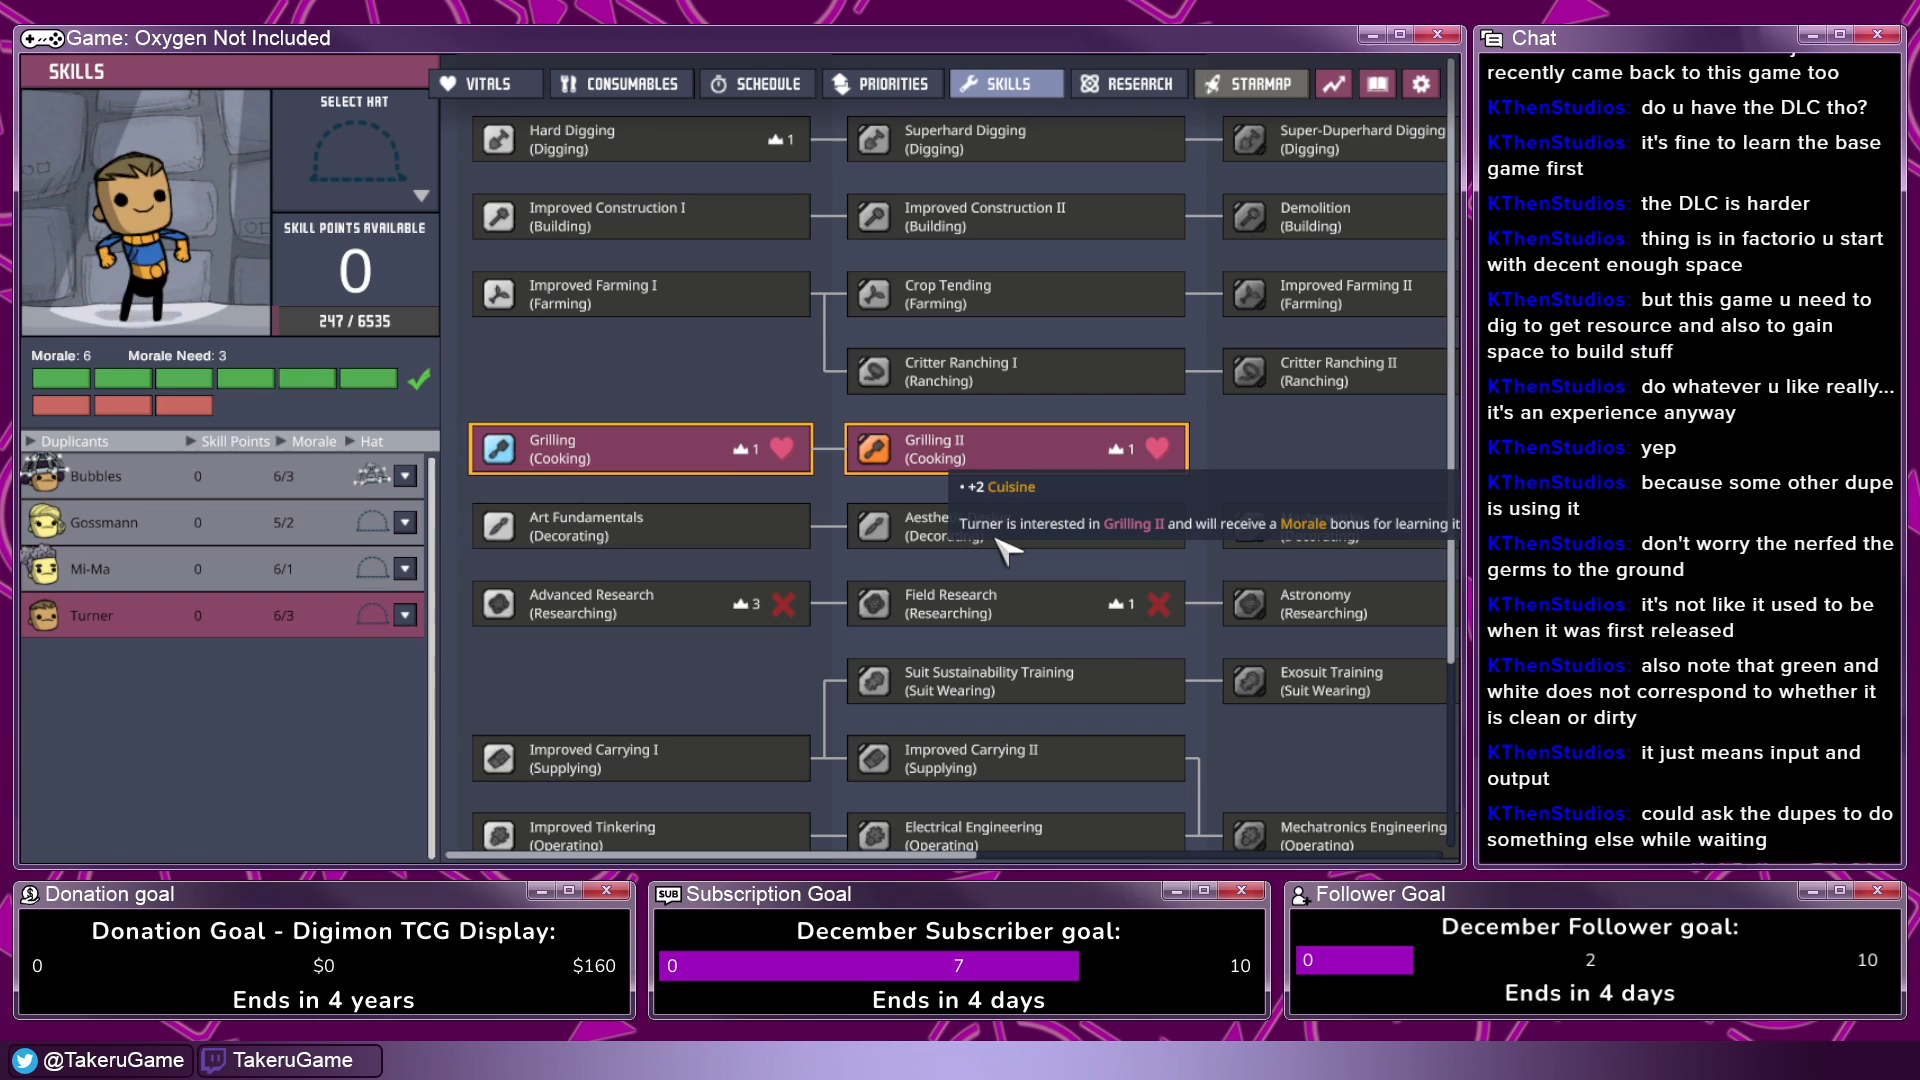 Game: Oxygen Not Included
SKILLS
SELECT HAT
SKILL POINTS AVAILABLE
0
247 / 6535
Morale: 6 Morale Need: 3
Duplicants Skill Points Morale Hat
Bubbles 0 6/3
Gossmann 0 5/2
Mi-Ma 0 6/1
Turner 0 6/3
VITALS CONSUMABLES SCHEDULE PRIORITIES SKILLS RESEARCH STARMAP
Hard Digging
(Digging)
1
Superhard Digging
(Digging)
Super-Duperhard Digging
(Digging)
Improved Construction I
(Building)
Improved Construction II
(Building)
Demolition
(Building)
Improved Farming I
(Farming)
Crop Tending
(Farming)
Improved Farming II
(Farming)
Critter Ranching I
(Ranching)
Critter Ranching II
(Ranching)
Grilling
(Cooking)
1
Grilling II
(Cooking)
1
• +2 Cuisine
Turner is interested in Grilling II and will receive a Morale bonus for learning it
Art Fundamentals
(Decorating)
(Decorating)
(Decorating)
Advanced Research
(Researching)
3
Field Research
(Researching)
1
Astronomy
(Researching)
Suit Sustainability Training
(Suit Wearing)
Exosuit Training
(Suit Wearing)
Improved Carrying I
(Supplying)
Improved Carrying II
(Supplying)
Improved Tinkering
(Operating)
Electrical Engineering
(Operating)
Mechatronics Engineering
(Operating)
Chat
recently came back to this game too
KThenStudios: do u have the DLC tho?
KThenStudios: it's fine to learn the base
game first
KThenStudios: the DLC is harder
KThenStudios: thing is in factorio u start
with decent enough space
KThenStudios: but this game u need to
dig to get resource and also to gain
space to build stuff
KThenStudios: do whatever u like really...
it's an experience anyway
KThenStudios: yep
KThenStudios: because some other dupe
is using it
KThenStudios: don't worry the nerfed the
germs to the ground
KThenStudios: it's not like it used to be
when it was first released
KThenStudios: also note that green and
white does not correspond to whether it
is clean or dirty
KThenStudios: it just means input and
output
KThenStudios: could ask the dupes to do
something else while waiting
Donation goal
Donation Goal - Digimon TCG Display:
0 $0 $160
Ends in 4 years
SUB Subscription Goal
December Subscriber goal:
0 7 10
Ends in 4 days
Follower Goal
December Follower goal:
0 2 10
Ends in 4 days
@TakeruGame
TakeruGame